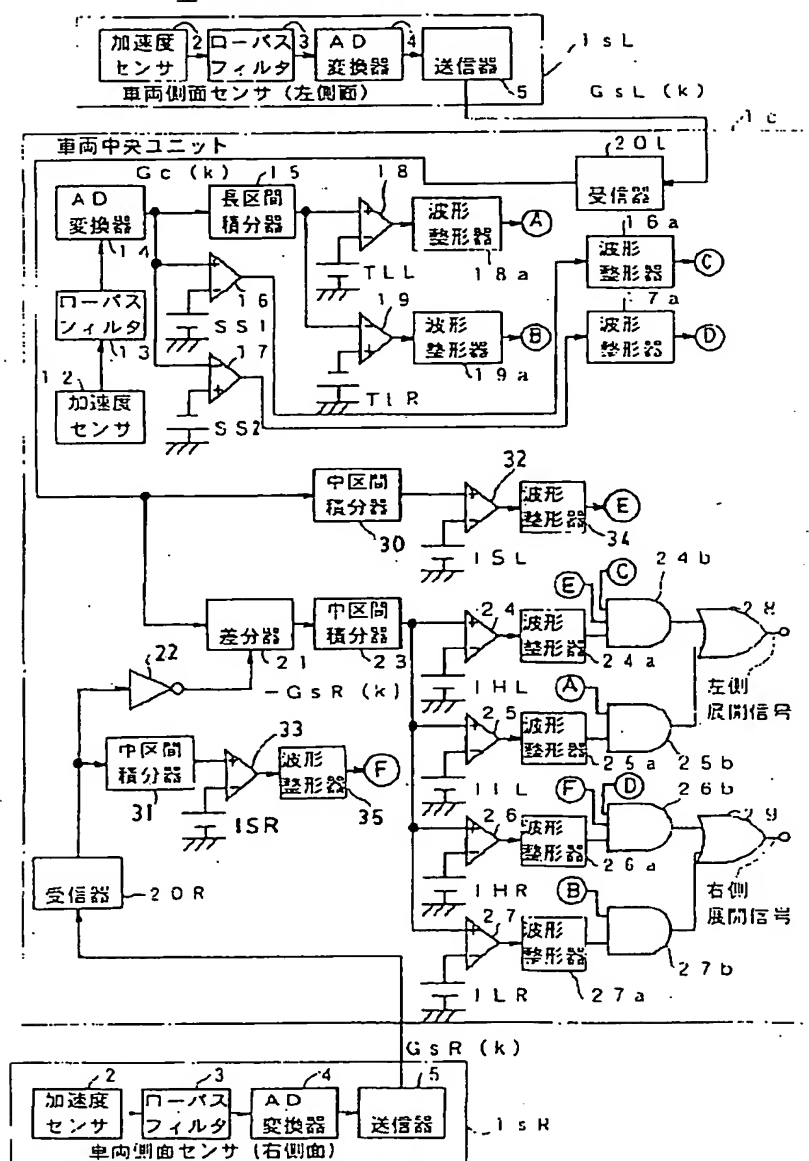 加速度
センサ
2
ローパス
フィルタ
3
AD
変換器
4
送信器
5
1sL
車両側面センサ(左側面)
GsL(k)
車両中央ユニット
20L
受信器
Gc(k)
AD
変換器
14
15
長区間
積分器
18
波形
整形器
18a
A
TLL
16a
波形
整形器
C
ローパス
フィルタ
13
16
SS1
19
波形
整形器
19a
B
17a
波形
整形器
D
12
加速度
センサ
17
SS2
中区間
積分器
30
32
波形
整形器
34
E
ISL
差分器
21
中区間
積分器
23
24
波形
整形器
24a
E
C
24b
28
IHL
左側
展開信号
22
-GsR(k)
25
波形
整形器
25a
A
25b
中区間
積分器
31
33
波形
整形器
35
F
ISR
26
波形
整形器
26a
F
D
26b
29
IHR
右側
展開信号
受信器
20R
27
波形
整形器
27a
B
27b
ILR
GsR(k)
加速度
センサ
2
ローパス
フィルタ
3
AD
変換器
4
送信器
5
1sR
車両側面センサ(右側面)